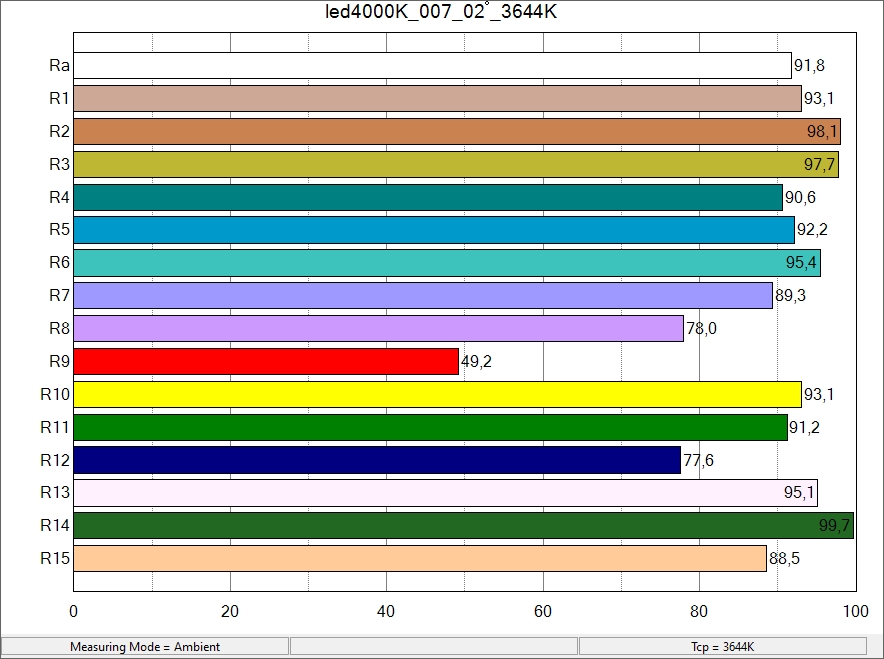 led4000K_007_02°_3644K
Ra 91,8
R1 93,1
R2 98,1
R3 97,7
R4 90,6
R5 92,2
R6 95,4
R7 89,3
R8 78,0
R9 49,2
R10 93,1
R11 91,2
R12 77,6
R13 95,1
R14 99,7
R15 88,5
0 20 40 60 80 100
Measuring Mode = Ambient Tcp = 3644K